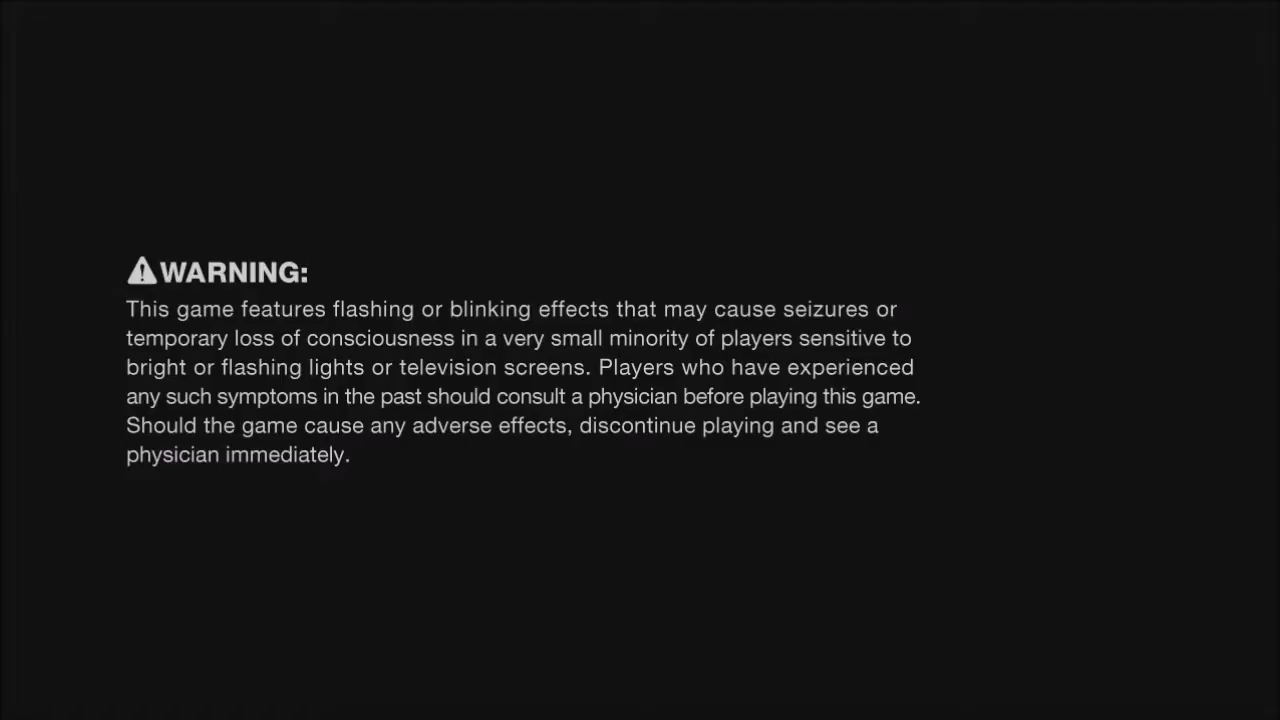 WARNING:
This game features flashing or blinking effects that may cause seizures or
temporary loss of consciousness in a very small minority of players sensitive to
bright or flashing lights or television screens. Players who have experienced
any such symptoms in the past should consult a physician before playing this game.
Should the game cause any adverse effects, discontinue playing and see a
physician immediately.